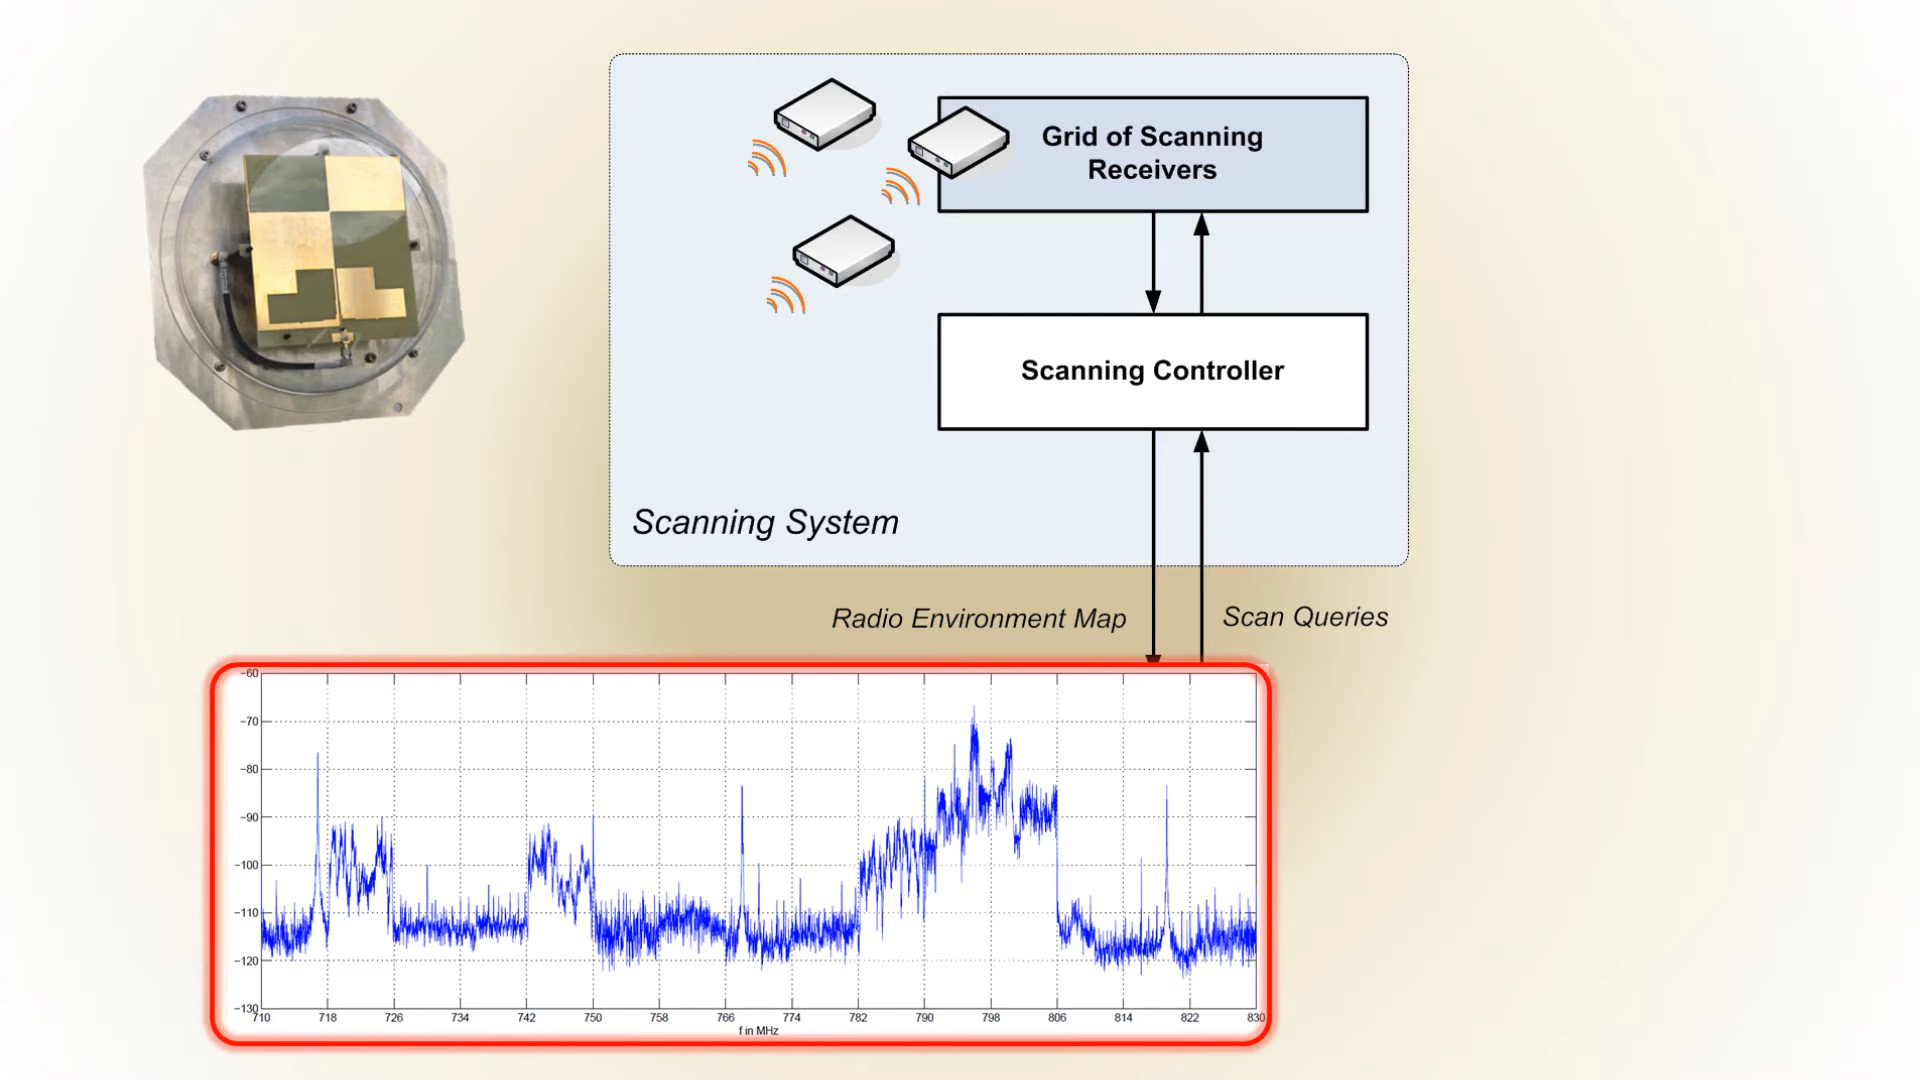 Grid of Scanning
Receivers
Scanning Controller
Scanning System
Radio Environment Map
Scan Queries
−60
−70
−80
−90
−100
−110
−120
−130
710 718 726 734 742 750 758 766 774 782 790 798 806 814 822 830
f in MHz